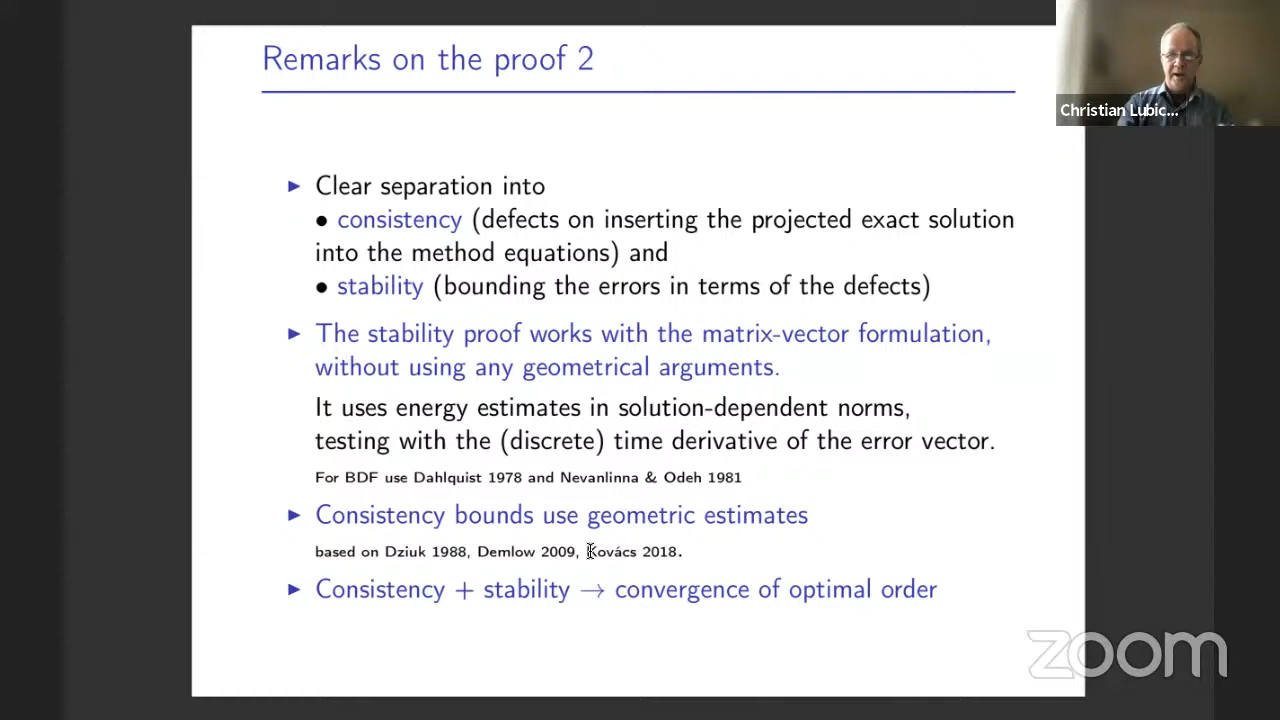 Remarks on the proof 2
Christian Lubic...
▶ Clear separation into
• consistency (defects on inserting the projected exact solution
into the method equations) and
• stability (bounding the errors in terms of the defects)
▶ The stability proof works with the matrix-vector formulation,
without using any geometrical arguments.
It uses energy estimates in solution-dependent norms,
testing with the (discrete) time derivative of the error vector.
For BDF use Dahlquist 1978 and Nevanlinna & Odeh 1981
▶ Consistency bounds use geometric estimates
based on Dziuk 1988, Demlow 2009, Kovács 2018.
▶ Consistency + stability → convergence of optimal order
zoom